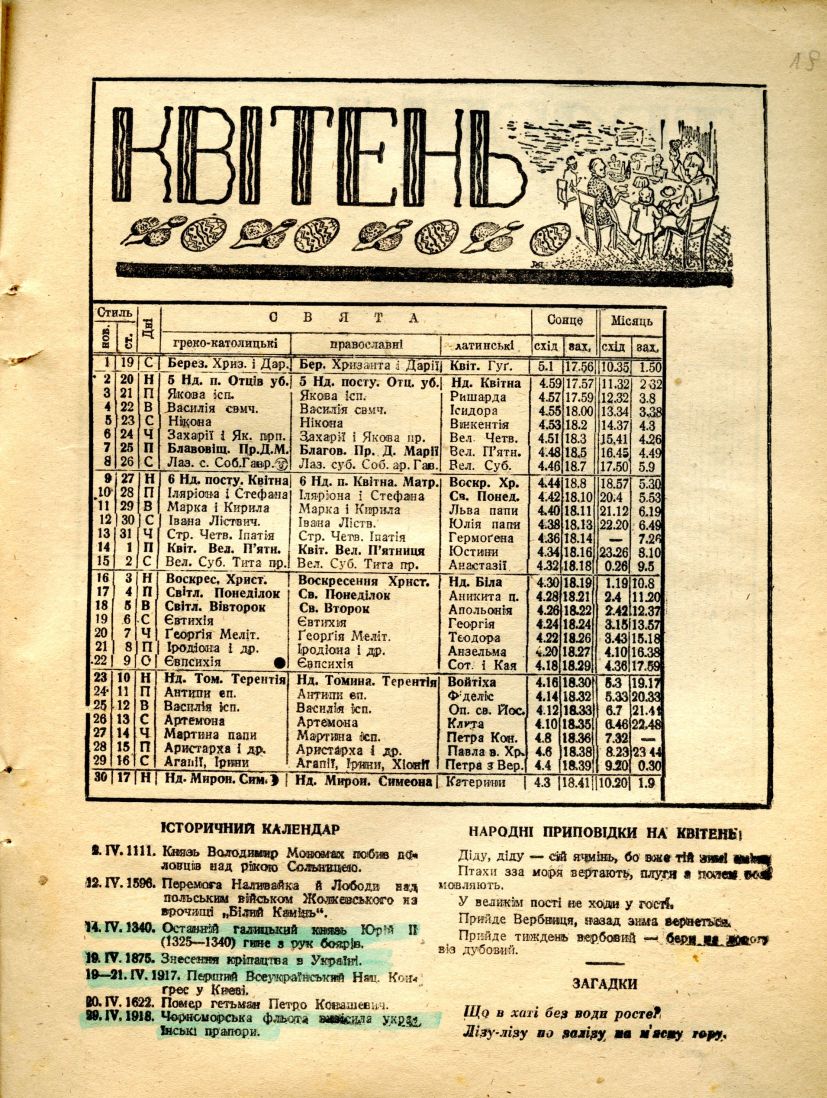 18
КВІТЕНЬ
Стиль Дні СВЯТА Сонце Місяць
нов. ст. греко-католицькі православні латинські схід зах. схід зах.
1 19 С Берез. Хриз. і Дар. Бер. Хризанта і Дарії Квіт. Гуґ. 5.1 17.56 10.35 1.50
2 20 Н 5 Нд. п. Отців уб. 5 Нд. посту. Отц. уб. Нд. Квітна 4.59 17.57 11.32 2 32
3 21 П Якова ісп. Якова ісп. Ришарда 4.57 17.59 12.32 3.8
4 22 В Василія свмч. Василія свмч. Ісидора 4.55 18.00 13.34 3.38
5 23 С Нікона Нікона Вінкентія 4.53 18.2 14.37 4.3
6 24 Ч Захарії і Як. прп. Захарії і Якова пр. Вел. Четв. 4.51 18.3 15.41 4.26
7 25 П Благовіщ. Пр.Д.М. Благов. Пр. Д. Марії Вел. П'ятн. 4.48 18.5 16.45 4.49
8 26 С Лаз. с. Соб.Гавр. Лаз. суб. Соб. ар. Гав. Вел. Суб. 4.46 18.7 17.50 5.9
9 27 Н 6 Нд. посту. Квітна 6 Нд. п. Квітна. Матр. Воскр. Хр. 4.44 18.8 18.57 5.30
10 28 П Іляріона і Стефана Іляріона і Стефана Св. Понед. 4.42 18.10 20.4 5.53
11 29 В Марка і Кирила Марка і Кирила Льва папи 4.40 18.11 21.12 6.19
12 30 С Івана Ліствич. Івана Ліств. Юлія папи 4.38 18.13 22.20 6.49
13 31 Ч Стр. Четв. Іпатія Стр. Четв. Іпатія Гермоґена 4.36 18.14 — 7.26
14 1 П Квіт. Вел. П'ятн. Квіт. Вел. П'ятниця Юстини 4.34 18.16 23.26 8.10
15 2 С Вел. Суб. Тита пр. Вел. Суб. Тита пр. Анастазії 4.32 18.18 0.26 9.5
16 3 Н Воскрес. Христ. Воскресення Христ. Нд. Біла 4.30 18.19 1.19 10.8
17 4 П Світл. Понеділок Св. Понеділок Аникита п. 4.28 18.21 2.4 11.20
18 5 В Світл. Вівторок Св. Второк Апольонія 4.26 18.22 2.42 12.37
19 6 С Євтихія Євтихія Георгія 4.24 18.24 3.15 13.57
20 7 Ч Ґеорґія Меліт. Ґеорґія Меліт. Теодора 4.22 18.26 3.43 15.18
21 8 П Іродіона і др. Іродіона і др. Анзельма 4.20 18.27 4.10 16.38
22 9 С Євпсихія Євпсихія Сот. і Кая 4.18 18.29 4.36 17.59
23 10 Н Нд. Том. Терентія Нд. Томина. Терентія Войтіха 4.16 18.30 5.3 19.17
24 11 П Антипи еп. Антипи еп. Фіделіс 4.14 18.32 5.33 20.33
25 12 В Василія ісп. Василія ісп. Оп. св. Йос. 4.12 18.33 6.7 21.44
26 13 С Артемона Артемона Клєта 4.10 18.35 6.46 22.48
27 14 Ч Мартина папи Мартина ісп. Петра Кон. 4.8 18.36 7.32 —
28 15 П Аристарха і др. Аристарха і др. Павла в. Хр. 4.6 18.38 8.23 23 44
29 16 С Агапії, Ірини Агапії, Ірини, Хіонії Петра з Вер. 4.4 18.39 9.20 0.30
30 17 Н Нд. Мирон. Сим. Нд. Мирон. Симеона Катерини 4.3 18.41 10.20 1.9
ІСТОРИЧНИЙ КАЛЕНДАР
2. IV. 1111. Князь Володимир Мономах побив по-
ловців над рікою Сольницею.
12. IV. 1596. Перемога Наливайка й Лободи над
польським військом Жолкевського на
врочищі „Білий Камінь".
14. IV. 1340. Останній галицький князь Юрій ІІ
(1325—1340) гине з рук бояр́ів.
19. IV. 1875. Знесення кріпацтва в Україні.
19—21. IV. 1917. Перший Всеукраїнський Нац. Кон-
грес у Києві.
20. IV. 1622. Помер гетьман Петро Конашевич.
29. IV. 1918. Чорноморська фльота вивісила укра-
їнські прапори.
НАРОДНІ ПРИПОВІДКИ НА КВІТЕНЬ
Діду, діду — сій ячмінь, бо вже тій зимі амінь
Птахи зза моря вертають, плуги з полем роз-
мовляють.
У великім пості не ходи у гості.
Прийде Вербниця, назад зима вернеться.
Прийде тиждень вербовий — бери на дорогу
віз дубовий.
ЗАГАДКИ
Що в хаті без води росте?
Лізу-лізу по залізу на м'ясну гору.